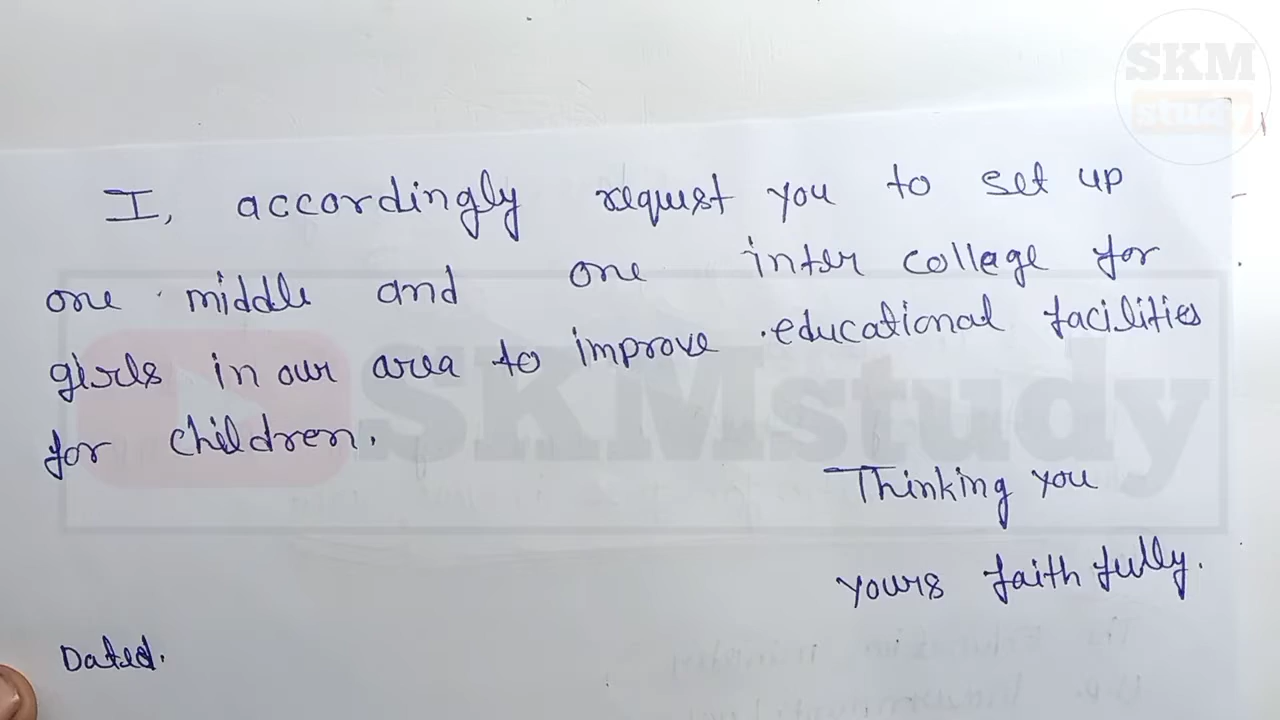 SKM
study
I, accordingly request you to set up
one middle and one inter college for
girls in our area to improve educational facilities
for children.
SKMstudy
Thinking you
yours faithfully.
Dated.